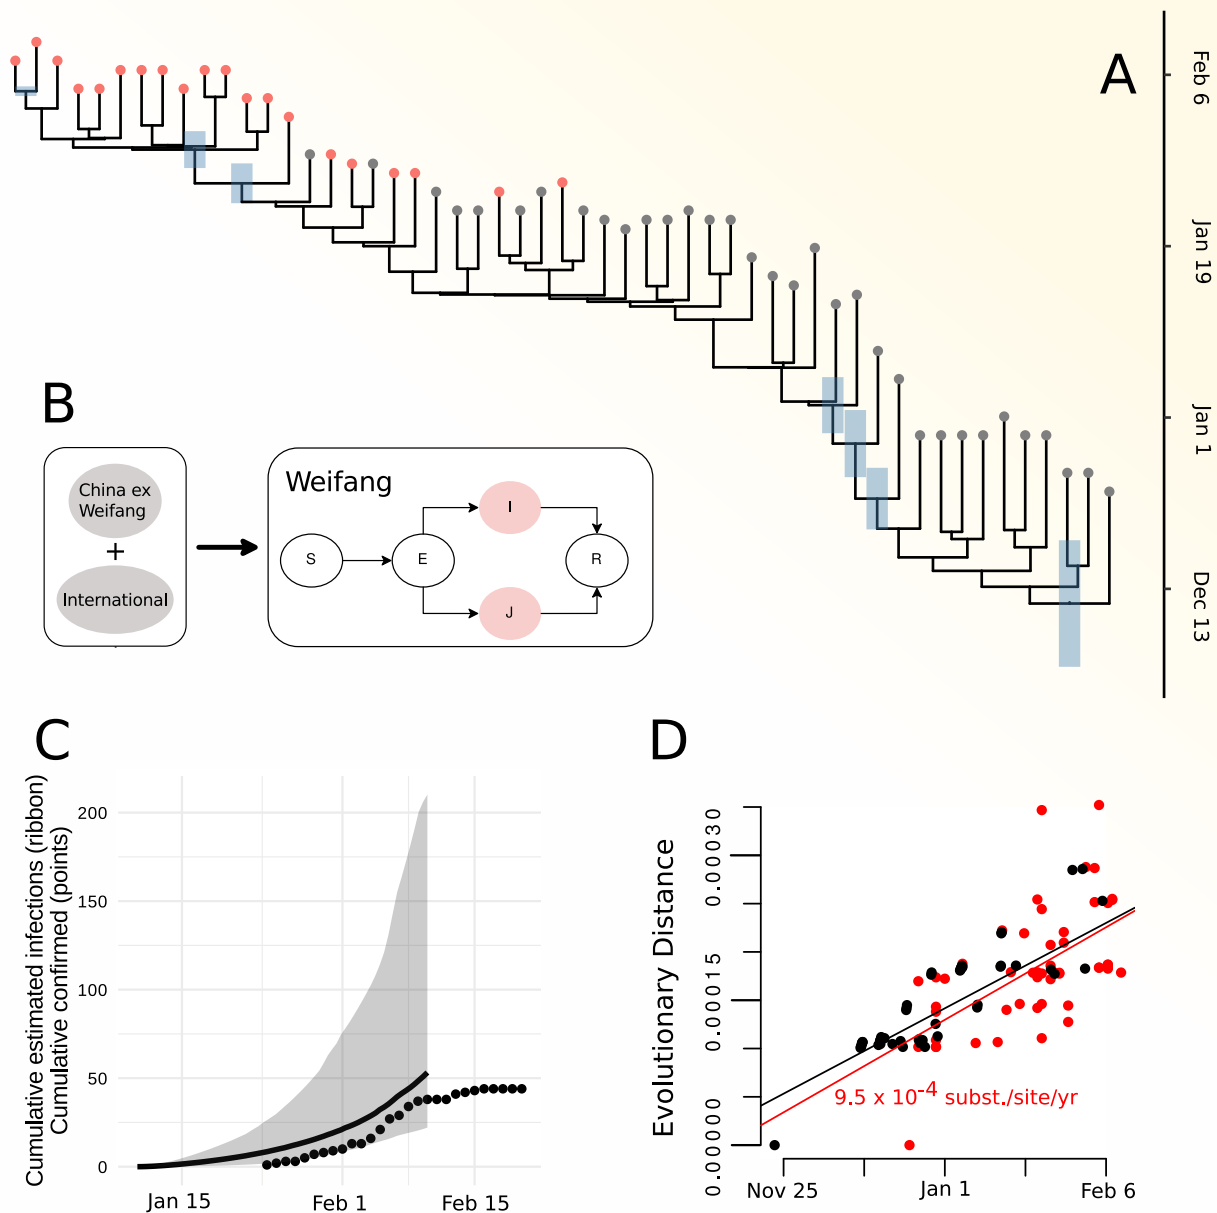 A
Feb 6
Jan 19
Jan 1
Dec 13
B
China ex
Weifang
+
International
Weifang
S
E
I
J
R
C
Cumulative estimated infections (ribbon)
Cumulative confirmed (points)
200
150
100
50
0
Jan 15
Feb 1
Feb 15
D
Evolutionary Distance
0.00030
0.00015
0.00000
9.5 x 10-4 subst./site/yr
Nov 25
Jan 1
Feb 6